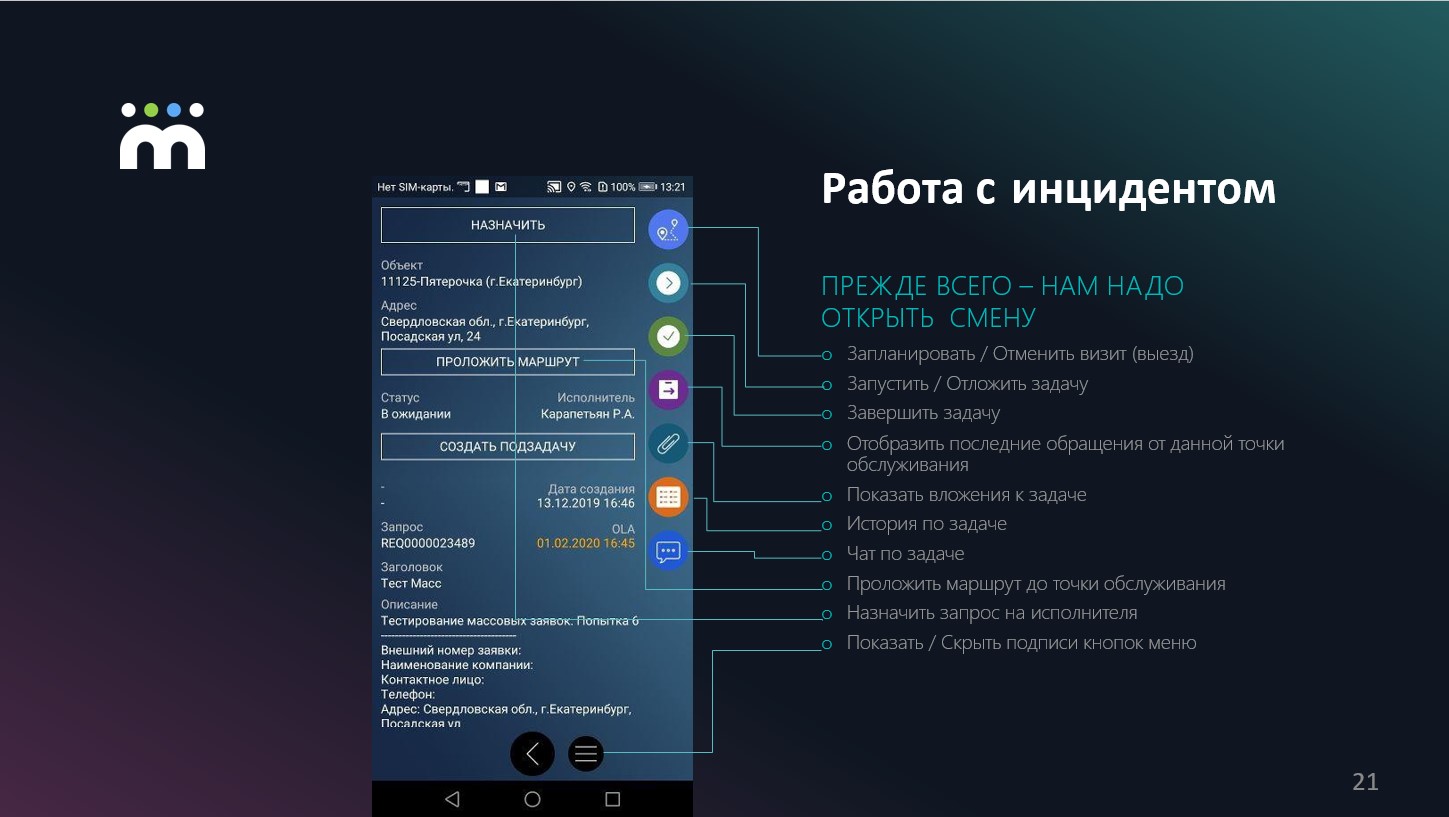 Нет SIM-карты. 100% 13:21
НАЗНАЧИТЬ
Объект
11125-Пятерочка (г.Екатеринбург)
Адрес
Свердловская обл., г.Екатеринбург,
Посадская ул, 24
ПРОЛОЖИТЬ МАРШРУТ
Статус Исполнитель
В ожидании Карапетьян Р.А.
СОЗДАТЬ ПОДЗАДАЧУ
- Дата создания
- 13.12.2019 16:46
Запрос OLA
REQ0000023489 01.02.2020 16:45
Заголовок
Тест Масс
Описание
Тестирование массовых заявок. Попытка 6
--------------------------------------
Внешний номер заявки:
Наименование компании:
Контактное лицо:
Телефон:
Адрес: Свердловская обл., г.Екатеринбург,
Посадская ул
Работа с инцидентом
ПРЕЖДЕ ВСЕГО – НАМ НАДО
ОТКРЫТЬ СМЕНУ
Запланировать / Отменить визит (выезд)
Запустить / Отложить задачу
Завершить задачу
Отобразить последние обращения от данной точки
обслуживания
Показать вложения к задаче
История по задаче
Чат по задаче
Проложить маршрут до точки обслуживания
Назначить запрос на исполнителя
Показать / Скрыть подписи кнопок меню
21